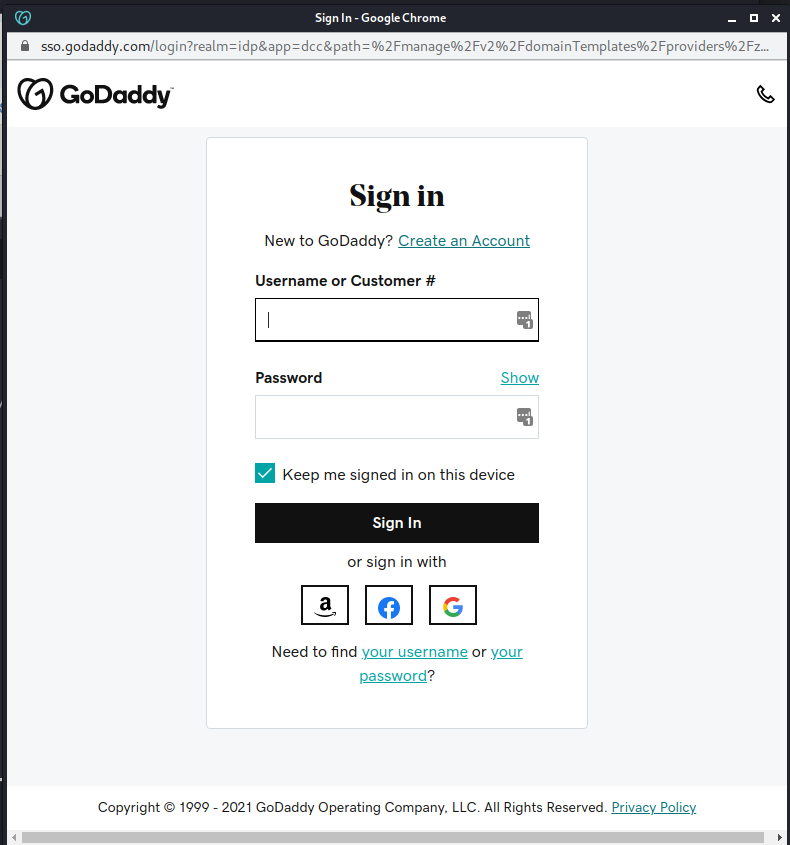 Sign In - Google Chrome
sso.godaddy.com/login?realm=idp&app=dcc&path=%2Fmanage%2Fv2%2FdomainTemplates%2Fproviders%2Fz...
GoDaddy™
Sign in
New to GoDaddy? Create an Account
Username or Customer #
1
Password Show
1
Keep me signed in on this device
Sign In
or sign in with
a
f
G
Need to find your username or your
password?
Copyright © 1999 - 2021 GoDaddy Operating Company, LLC. All Rights Reserved. Privacy Policy